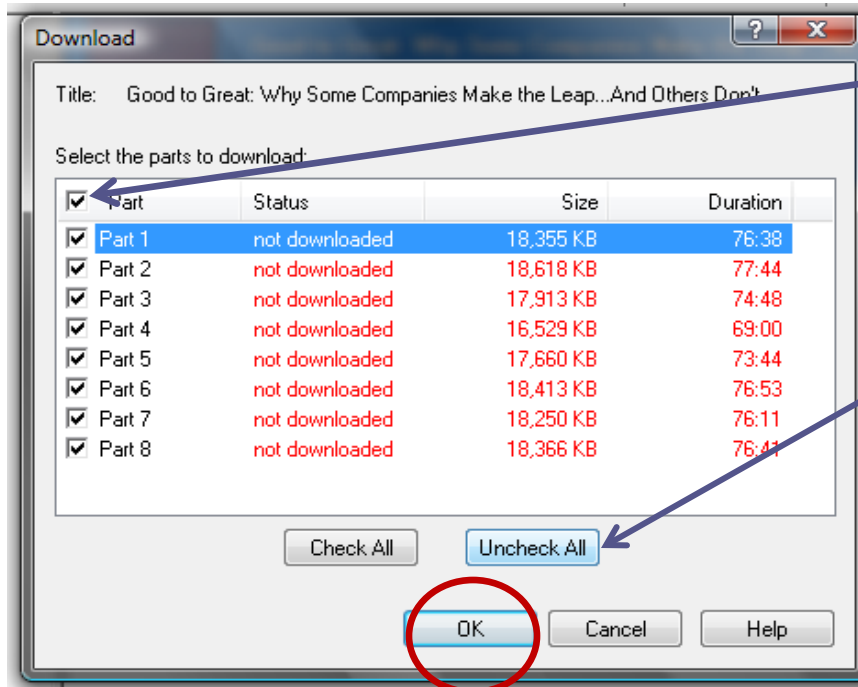 Download
Title: Good to Great: Why Some Companies Make the Leap...And Others Don't
Select the parts to download:
Part Status Size Duration
Part 1 not downloaded 18,355 KB 76:38
Part 2 not downloaded 18,618 KB 77:44
Part 3 not downloaded 17,913 KB 74:48
Part 4 not downloaded 16,529 KB 69:00
Part 5 not downloaded 17,660 KB 73:44
Part 6 not downloaded 18,413 KB 76:53
Part 7 not downloaded 18,250 KB 76:11
Part 8 not downloaded 18,366 KB 76:41
Check All Uncheck All
OK Cancel Help